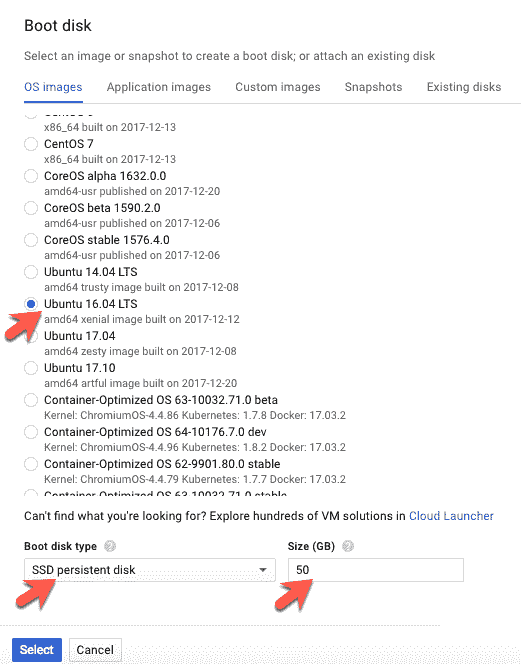 Boot disk
Select an image or snapshot to create a boot disk; or attach an existing disk
OS images Application images Custom images Snapshots Existing disks
x86_64 built on 2017-12-13
CentOS 7
x86_64 built on 2017-12-13
CoreOS alpha 1632.0.0
amd64-usr published on 2017-12-20
CoreOS beta 1590.2.0
amd64-usr published on 2017-12-06
CoreOS stable 1576.4.0
amd64-usr published on 2017-12-06
Ubuntu 14.04 LTS
amd64 trusty image built on 2017-12-08
Ubuntu 16.04 LTS
amd64 xenial image built on 2017-12-12
Ubuntu 17.04
amd64 zesty image built on 2017-12-08
Ubuntu 17.10
amd64 artful image built on 2017-12-20
Container-Optimized OS 63-10032.71.0 beta
Kernel: ChromiumOS-4.4.86 Kubernetes: 1.7.8 Docker: 17.03.2
Container-Optimized OS 64-10176.7.0 dev
Kernel: ChromiumOS-4.4.96 Kubernetes: 1.8.2 Docker: 17.03.2
Container-Optimized OS 62-9901.80.0 stable
Kernel: ChromiumOS-4.4.79 Kubernetes: 1.7.7 Docker: 17.03.2
Container-Optimized OS 63-10032.71.0 stable
Can't find what you're looking for? Explore hundreds of VM solutions in Cloud Launcher
Boot disk type ? Size (GB) ?
SSD persistent disk 50
Select Cancel